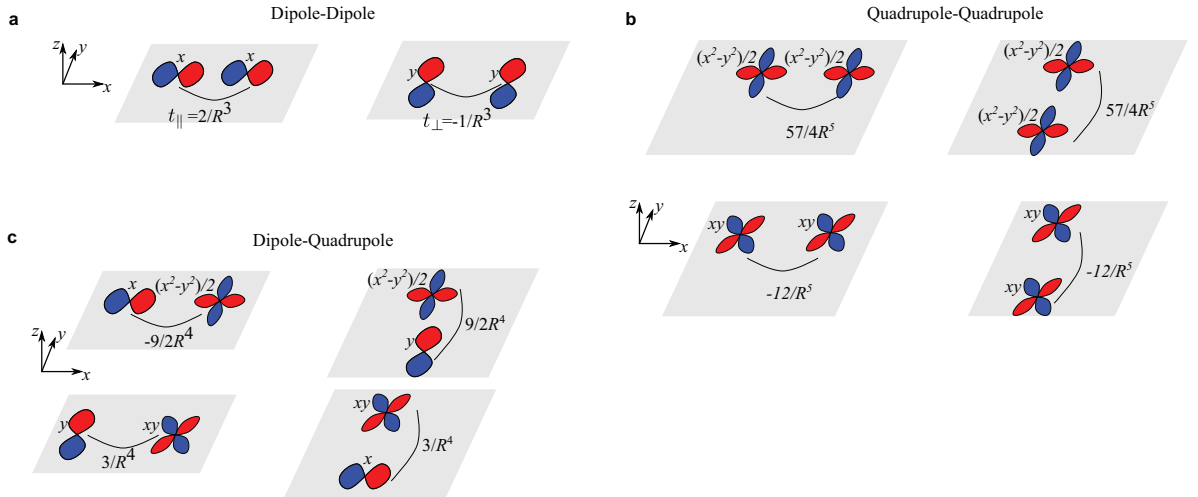 a
Dipole-Dipole
z
y
x
x
x
t∥ =2/R³
y
y
t⊥=-1/R³
b
Quadrupole-Quadrupole
(x²-y²)/2
(x²-y²)/2
57/4R⁵
(x²-y²)/2
(x²-y²)/2
57/4R⁵
z
y
x
xy
xy
-12/R⁵
xy
xy
-12/R⁵
c
Dipole-Quadrupole
z
y
x
x
(x²-y²)/2
-9/2R⁴
(x²-y²)/2
y
9/2R⁴
y
xy
3/R⁴
xy
x
3/R⁴